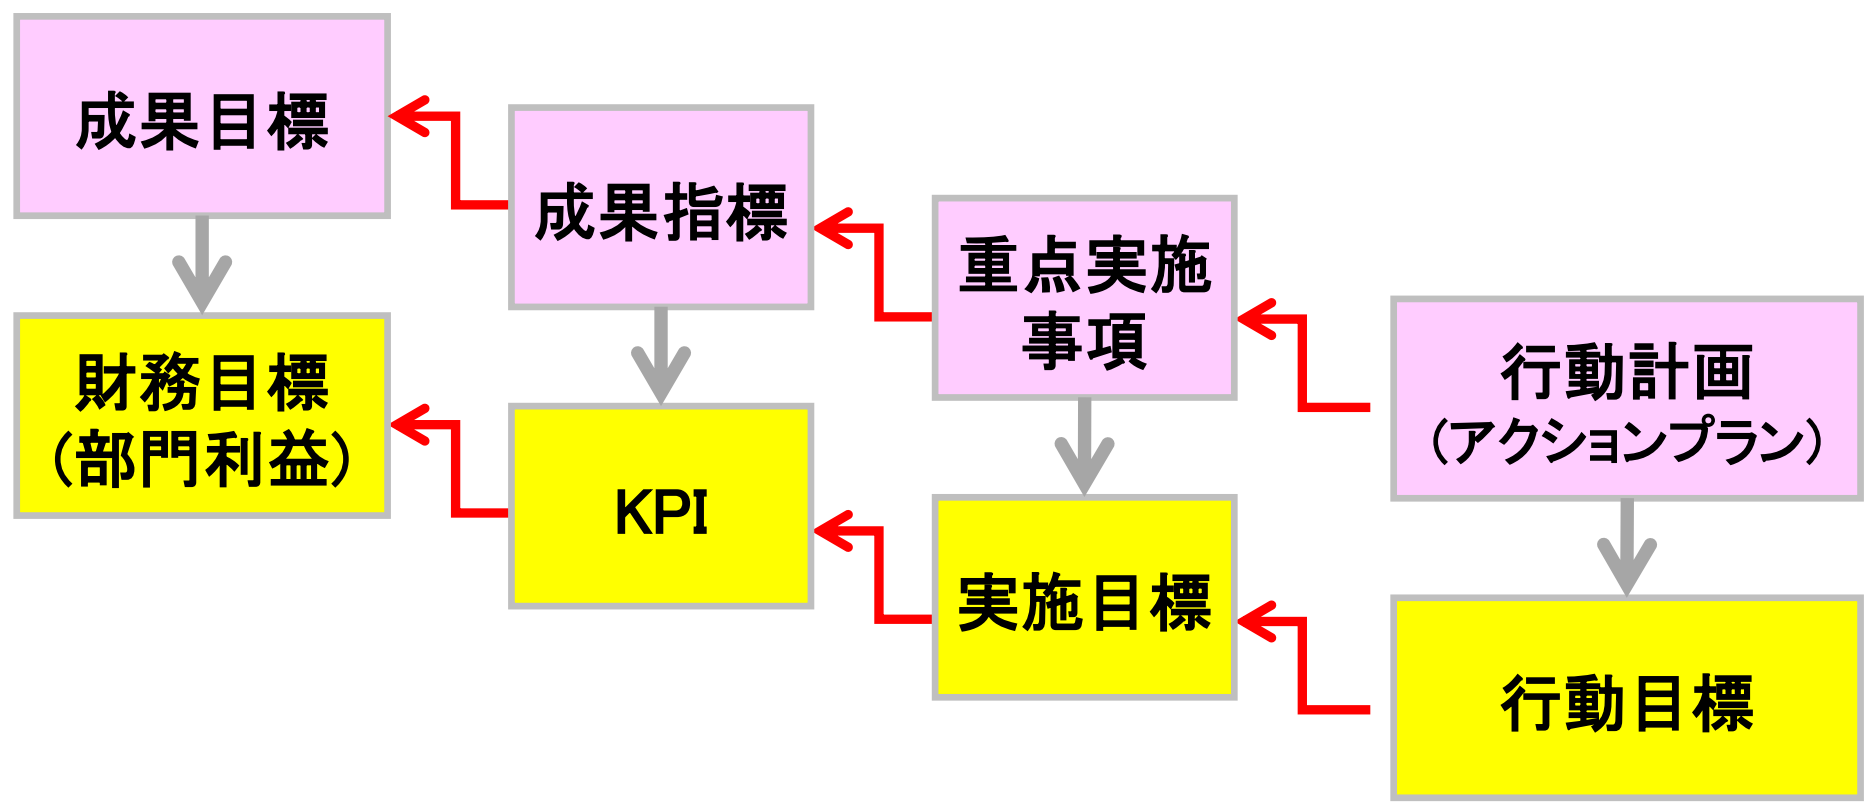 成果目標
成果指標
重点実施
事項
行動計画
（アクションプラン）
財務目標
（部門利益）
KPI
実施目標
行動目標